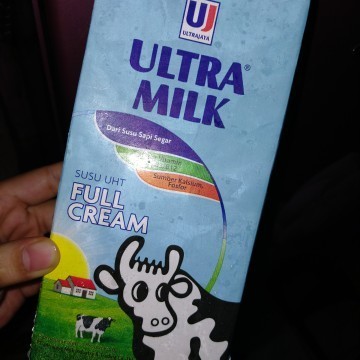 UJ
ULTRAJAYA
ULTRA®
MILK
Dari Susu Sapi Segar
Sumber Kalsium,
Fosfor
SUSU UHT
FULL
CREAM